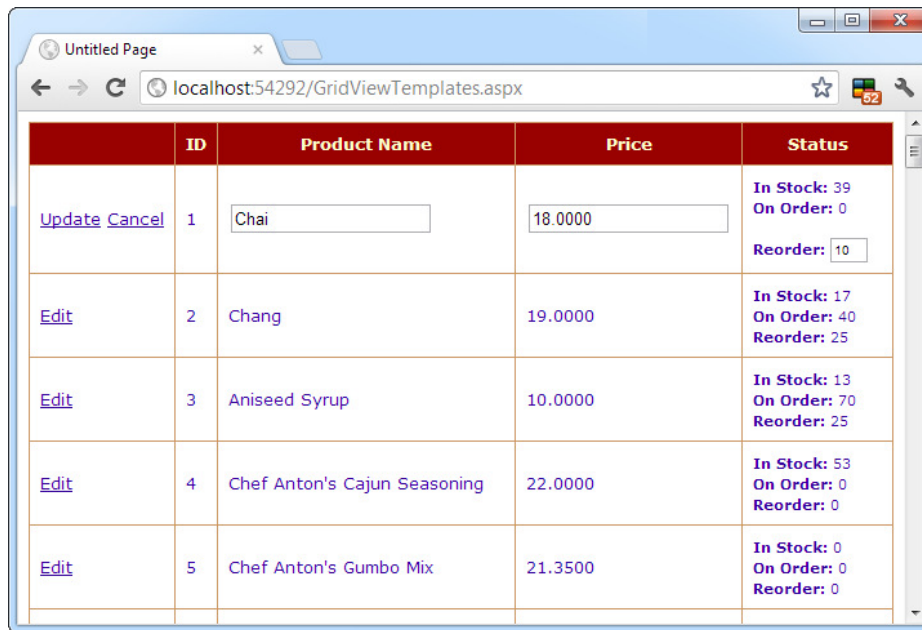 Untitled Page
localhost:54292/GridViewTemplates.aspx
52
ID Product Name Price Status
Update Cancel 1 Chai 18.0000 In Stock: 39
On Order: 0
Reorder: 10
Edit 2 Chang 19.0000 In Stock: 17
On Order: 40
Reorder: 25
Edit 3 Aniseed Syrup 10.0000 In Stock: 13
On Order: 70
Reorder: 25
Edit 4 Chef Anton's Cajun Seasoning 22.0000 In Stock: 53
On Order: 0
Reorder: 0
Edit 5 Chef Anton's Gumbo Mix 21.3500 In Stock: 0
On Order: 0
Reorder: 0